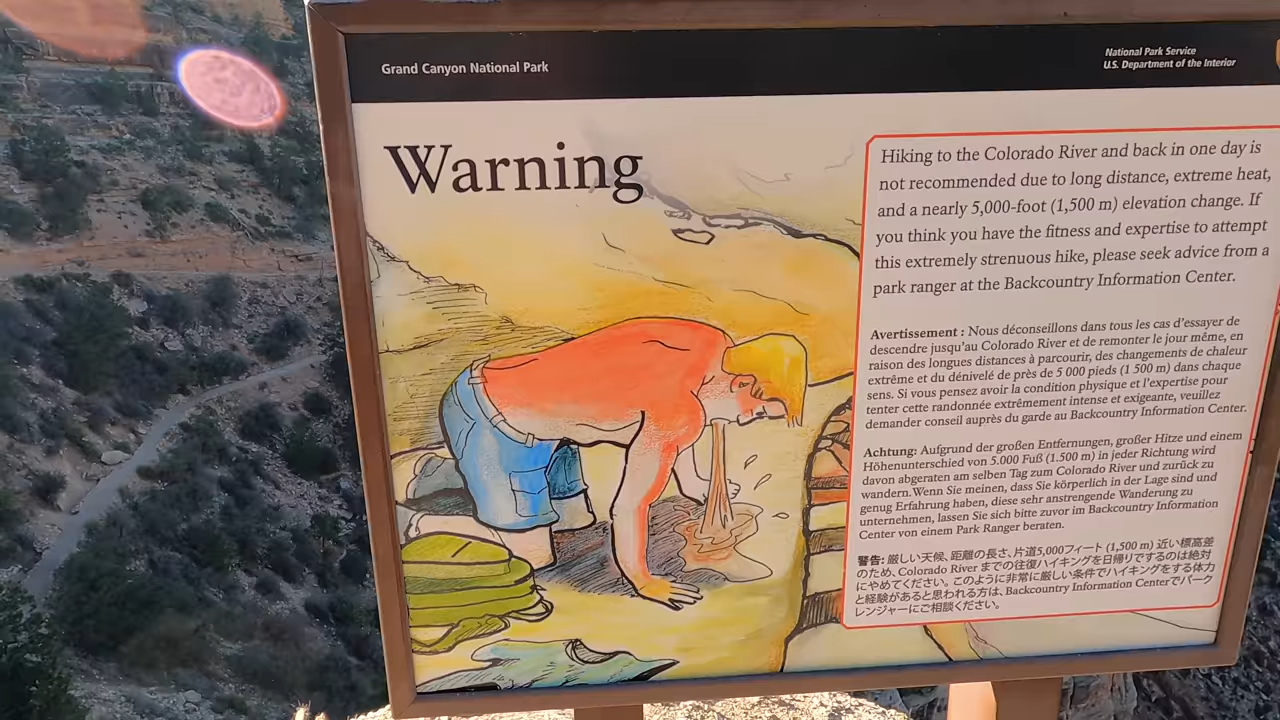 Grand Canyon National Park
National Park Service
U.S. Department of the Interior
Warning
Hiking to the Colorado River and back in one day is
not recommended due to long distance, extreme heat,
and a nearly 5,000-foot (1,500 m) elevation change. If
you think you have the fitness and expertise to attempt
this extremely strenuous hike, please seek advice from a
park ranger at the Backcountry Information Center.
Avertissement : Nous déconseillons dans tous les cas d'essayer de
descendre jusqu'au Colorado River et de remonter le jour même, en
raison des longues distances à parcourir, des changements de chaleur
extrême et du dénivelé de près de 5 000 pieds (1 500 m) dans chaque
sens. Si vous pensez avoir la condition physique et l'expertise pour
tenter cette randonnée extrêmement intense et exigeante, veuillez
demander conseil auprès du garde au Backcountry Information Center.
Achtung: Aufgrund der großen Entfernungen, großer Hitze und einem
Höhenunterschied von 5.000 Fuß (1.500 m) in jeder Richtung wird
davon abgeraten am selben Tag zum Colorado River und zurück zu
wandern. Wenn Sie meinen, dass Sie körperlich in der Lage sind und
genug Erfahrung haben, diese sehr anstrengende Wanderung zu
unternehmen, lassen Sie sich bitte zuvor im Backcountry Information
Center von einem Park Ranger beraten.
警告: 厳しい天候、距離の長さ、片道5,000フィート (1,500 m) 近い標高差
のため、Colorado River までの往復ハイキングを日帰りでするのは絶対
にやめてください。このように非常に厳しい条件でハイキングをする体力
と経験があると思われる方は、Backcountry Information Centerでパーク
レンジャーにご相談ください。